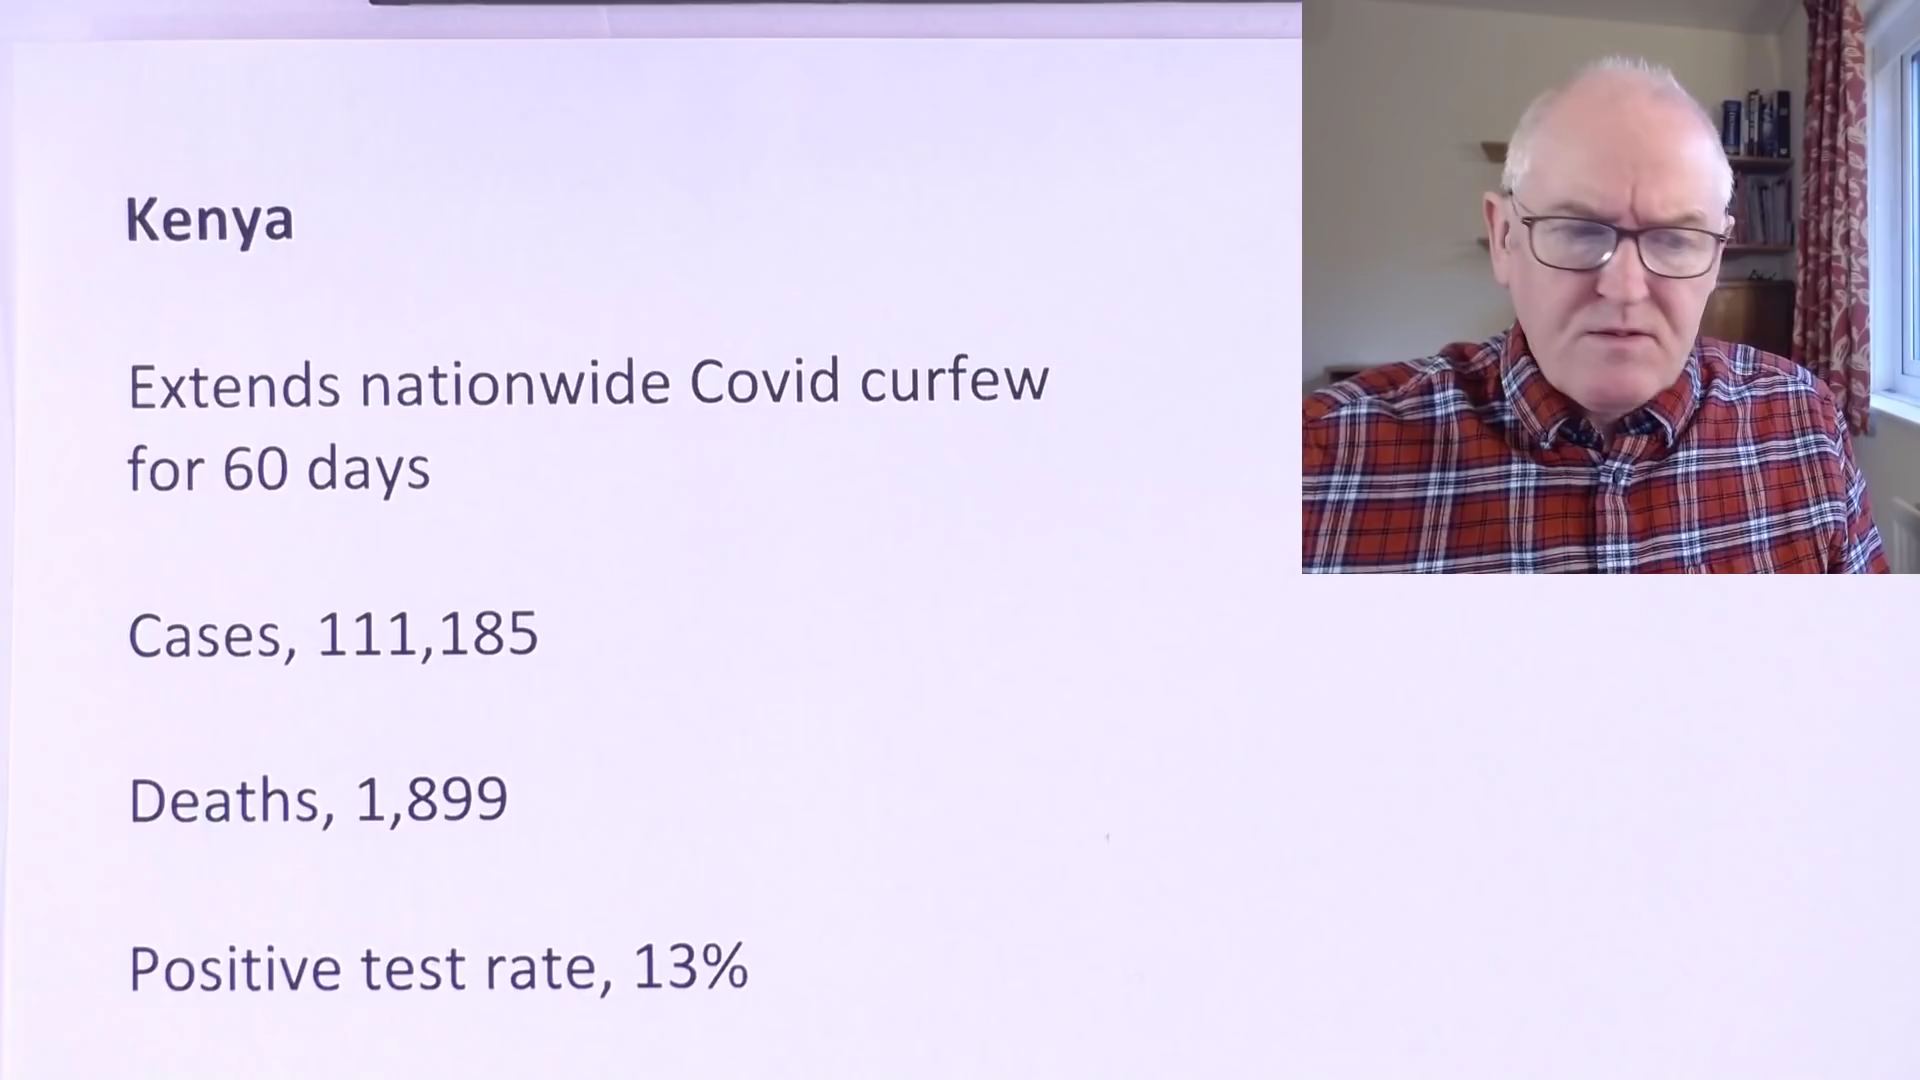 Kenya
Extends nationwide Covid curfew
for 60 days
Cases, 111,185
Deaths, 1,899
Positive test rate, 13%